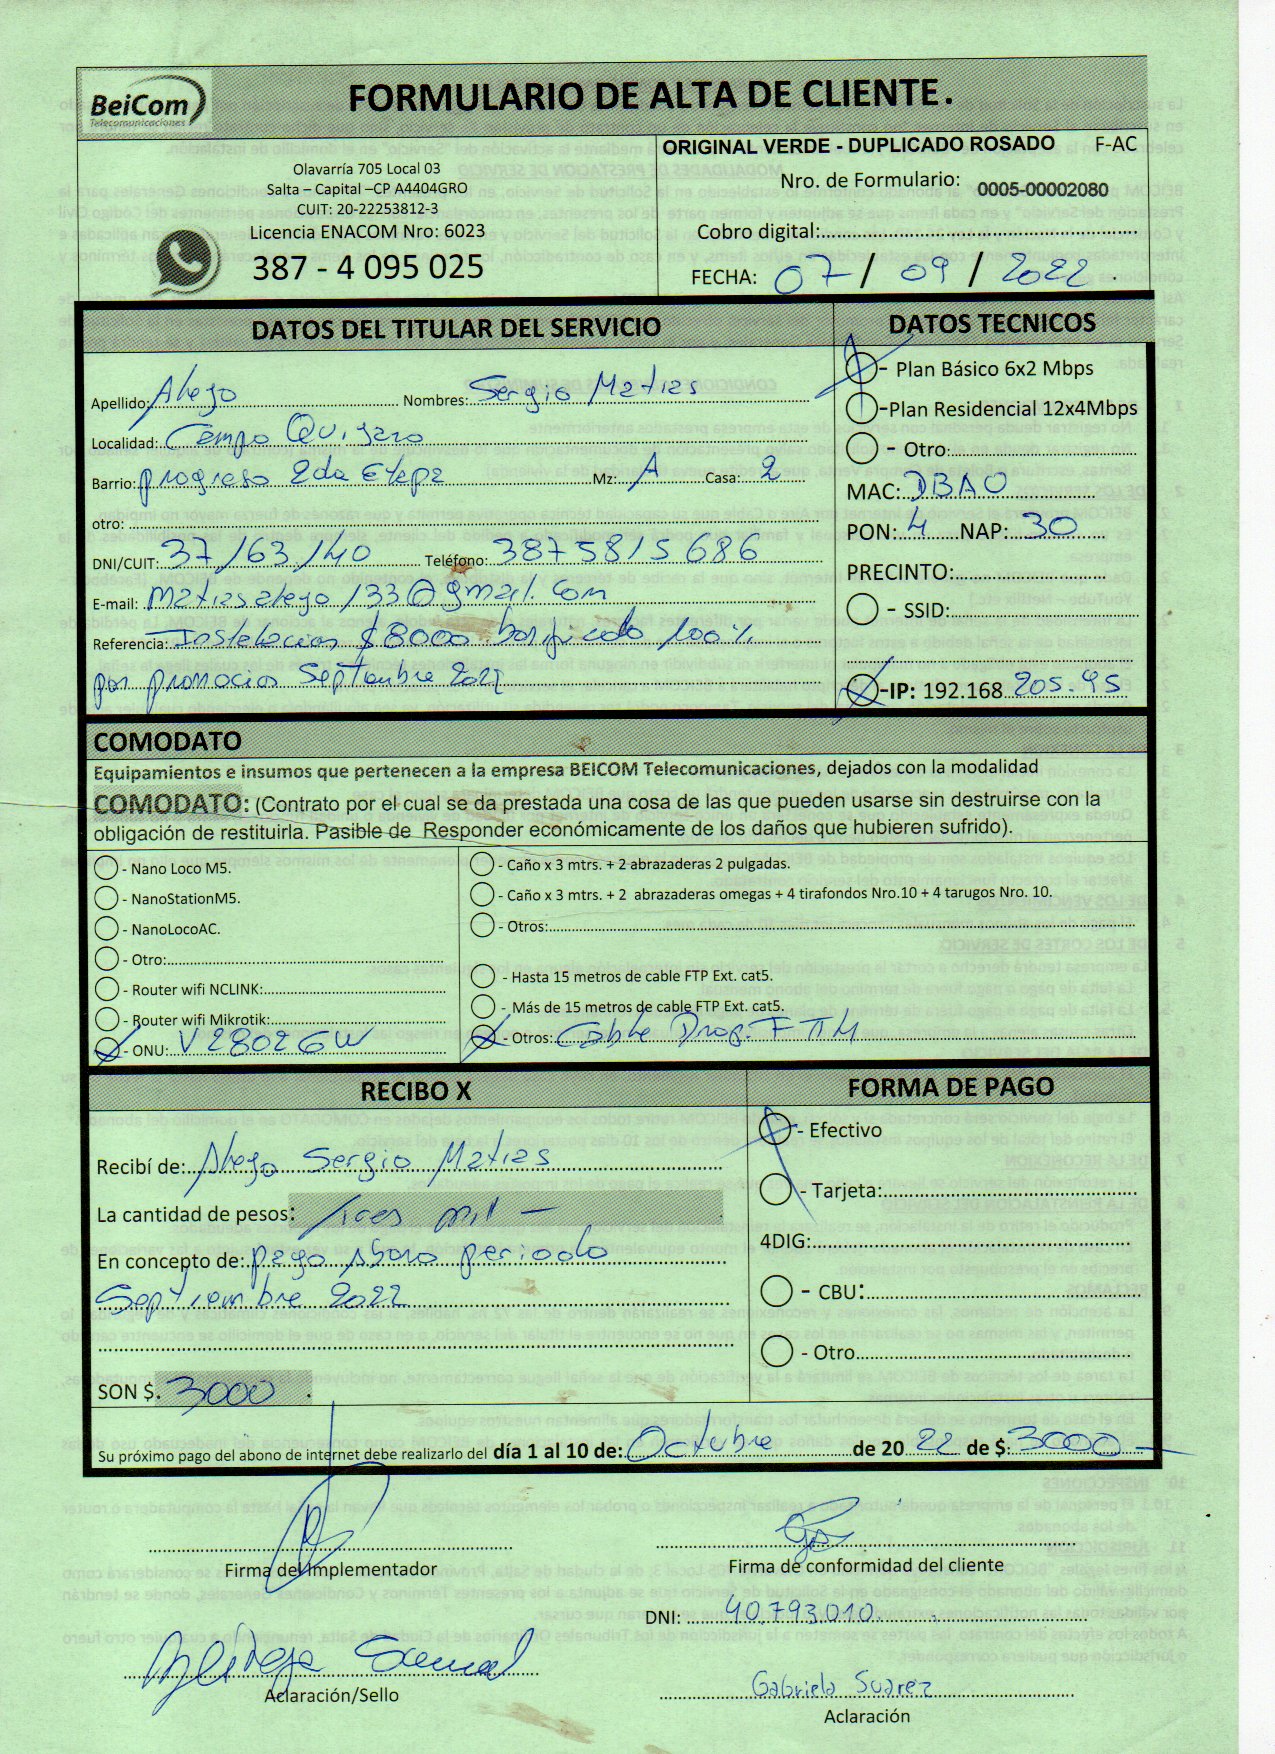 BeiCom
Telecomunicaciones
FORMULARIO DE ALTA DE CLIENTE.
Olavarría 705 Local 03
Salta – Capital –CP A4404GRO
CUIT: 20-22253812-3
Licencia ENACOM Nro: 6023
387 - 4 095 025
ORIGINAL VERDE - DUPLICADO ROSADO F-AC
Nro. de Formulario: 0005-00002080
Cobro digital:
FECHA: 07 / 09 / 2022
DATOS DEL TITULAR DEL SERVICIO
Apellido: Nombres: Sergio Matias
Localidad: Campo Quijano
Barrio: progreso 2da Etapa Mz: A Casa: 2
otro:
DNI/CUIT: 37/63/40 Teléfono: 38758/5686
E-mail: matiasalego133@gmail.com
Referencia: Instalacion $8000 bonificado 100%
por promocion Septiembre 2022
DATOS TECNICOS
- Plan Básico 6x2 Mbps
-Plan Residencial 12x4Mbps
- Otro:
MAC: DBA0
PON: 4 NAP: 30
PRECINTO:
- SSID:
-IP: 192.168 205.95
COMODATO
Equipamientos e insumos que pertenecen a la empresa BEICOM Telecomunicaciones, dejados con la modalidad
COMODATO: (Contrato por el cual se da prestada una cosa de las que pueden usarse sin destruirse con la
obligación de restituirla. Pasible de Responder económicamente de los daños que hubieren sufrido).
- Nano Loco M5.
- NanoStationM5.
- NanoLocoAC.
- Otro:
- Router wifi NCLINK:
- Router wifi Mikrotik:
- ONU: V2802GW
- Caño x 3 mtrs. + 2 abrazaderas 2 pulgadas.
- Caño x 3 mtrs. + 2 abrazaderas omegas + 4 tirafondos Nro.10 + 4 tarugos Nro. 10.
- Otros:
- Hasta 15 metros de cable FTP Ext. cat5.
- Más de 15 metros de cable FTP Ext. cat5.
- Otros: Cable Drop.
RECIBO X
Recibí de: Sergio Matias
La cantidad de pesos: Tres mil —
En concepto de: pago abono periodo
Septiembre 2022
SON $. 3000 .
FORMA DE PAGO
- Efectivo
- Tarjeta:
4DIG:
- CBU:
- Otro
Su próximo pago del abono de internet debe realizarlo del día 1 al 10 de: Octubre de 20 22 de $: 3000 —
Firma del Implementador
Firma de conformidad del cliente
DNI: 40.793.010
Aclaración/Sello
Gabriela Suarez
Aclaración